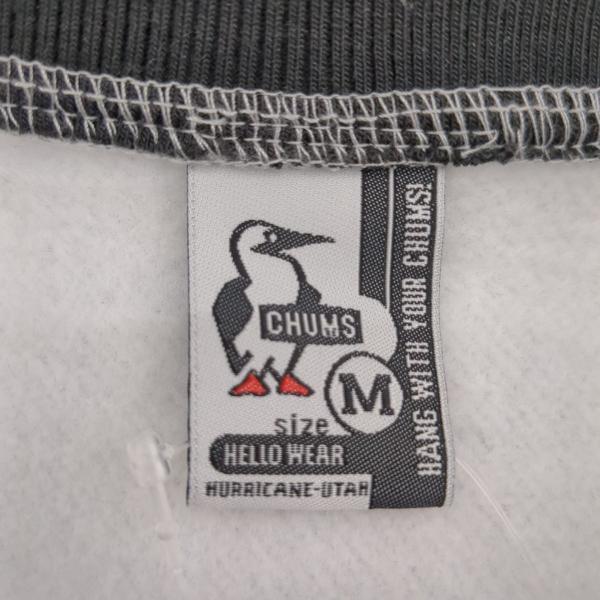 CHUMS
size M
HELLO WEAR
HURRICANE-UTAH
HANG WITH YOUR CHUMS!